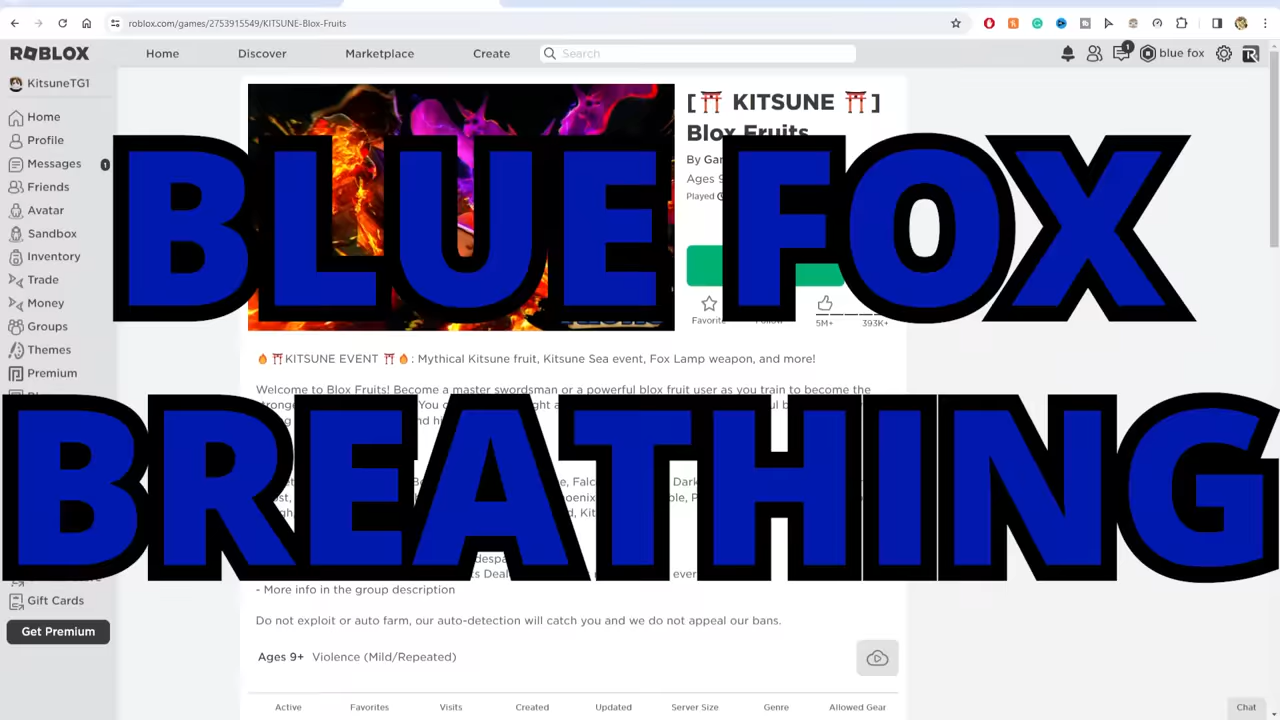 roblox.com/games/2753915549/KITSUNE-Blox-Fruits
ROBLOX Home Discover Marketplace Create Search 1 blue fox
KitsuneTG1
Home
Profile
Messages 1
Friends
Avatar
Sandbox
Inventory
Trade
Money
Groups
Themes
Premium
Gift Cards
Get Premium
[⛩️ KITSUNE ⛩️]
Blox Fruits
By
Ages
Played
Favorite
5M+ 393K+
BLUE FOX
BREATHING
🔥⛩️KITSUNE EVENT ⛩️🔥: Mythical Kitsune fruit, Kitsune Sea event, Fox Lamp weapon, and more!
Welcome to Blox Fruits! Become a master swordsman or a powerful blox fruit user as you train to become the
- More info in the group description
Do not exploit or auto farm, our auto-detection will catch you and we do not appeal our bans.
Ages 9+ Violence (Mild/Repeated)
Active Favorites Visits Created Updated Server Size Genre Allowed Gear
Chat